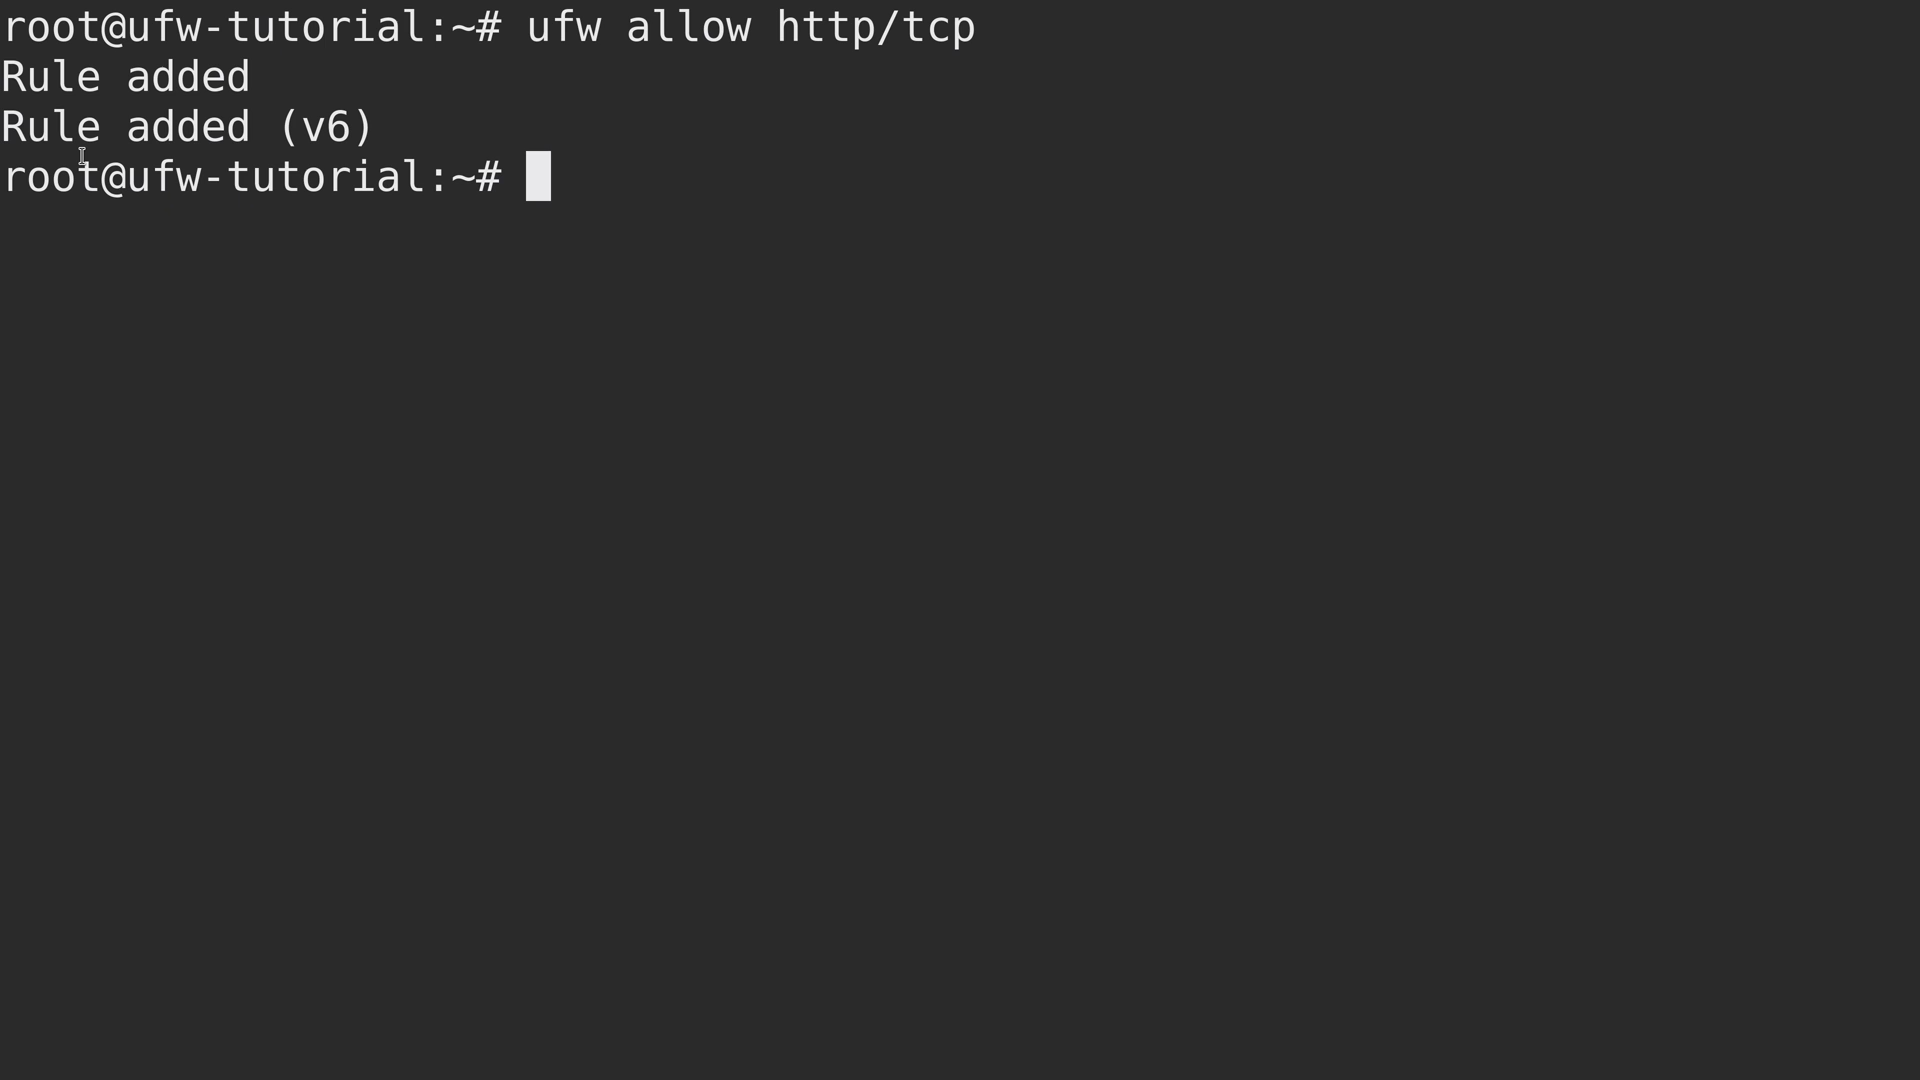 root@ufw-tutorial:~# ufw allow http/tcp
Rule added
Rule added (v6)
root@ufw-tutorial:~#